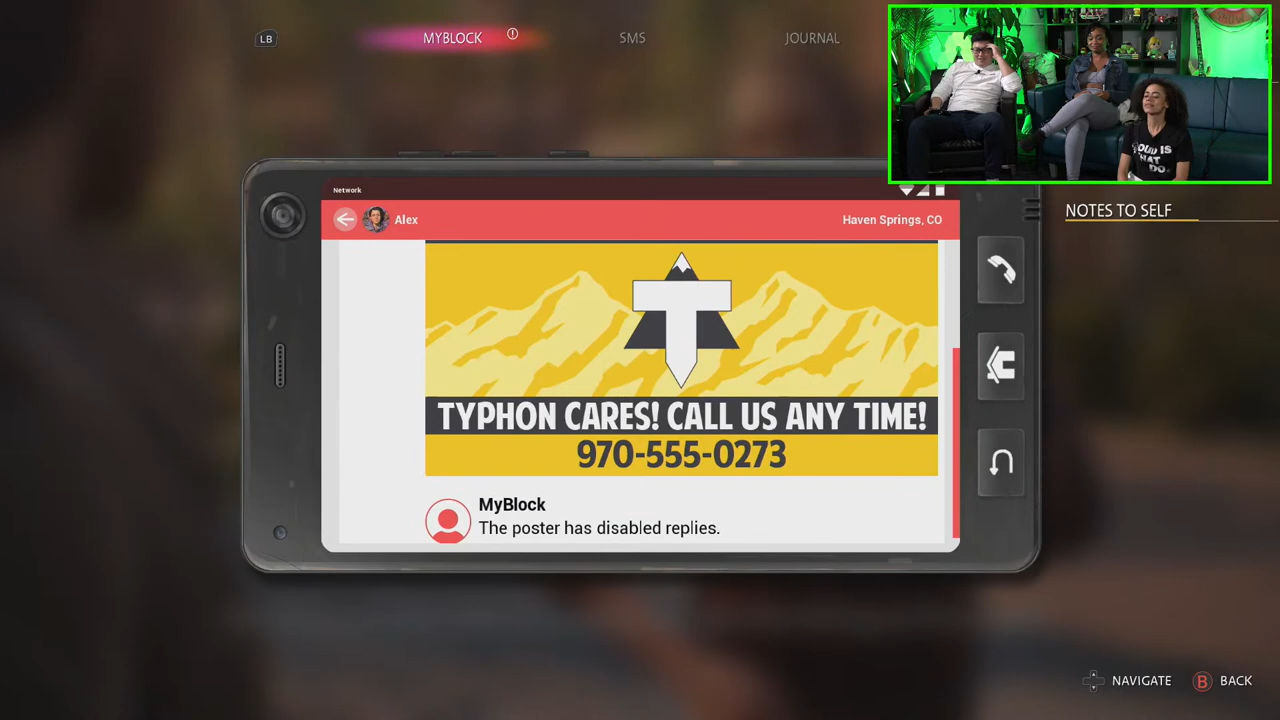 LB
MYBLOCK
SMS
JOURNAL
Network
Alex
Haven Springs, CO
NOTES TO SELF
T
TYPHON CARES! CALL US ANY TIME!
970-555-0273
MyBlock
The poster has disabled replies.
NAVIGATE
B BACK